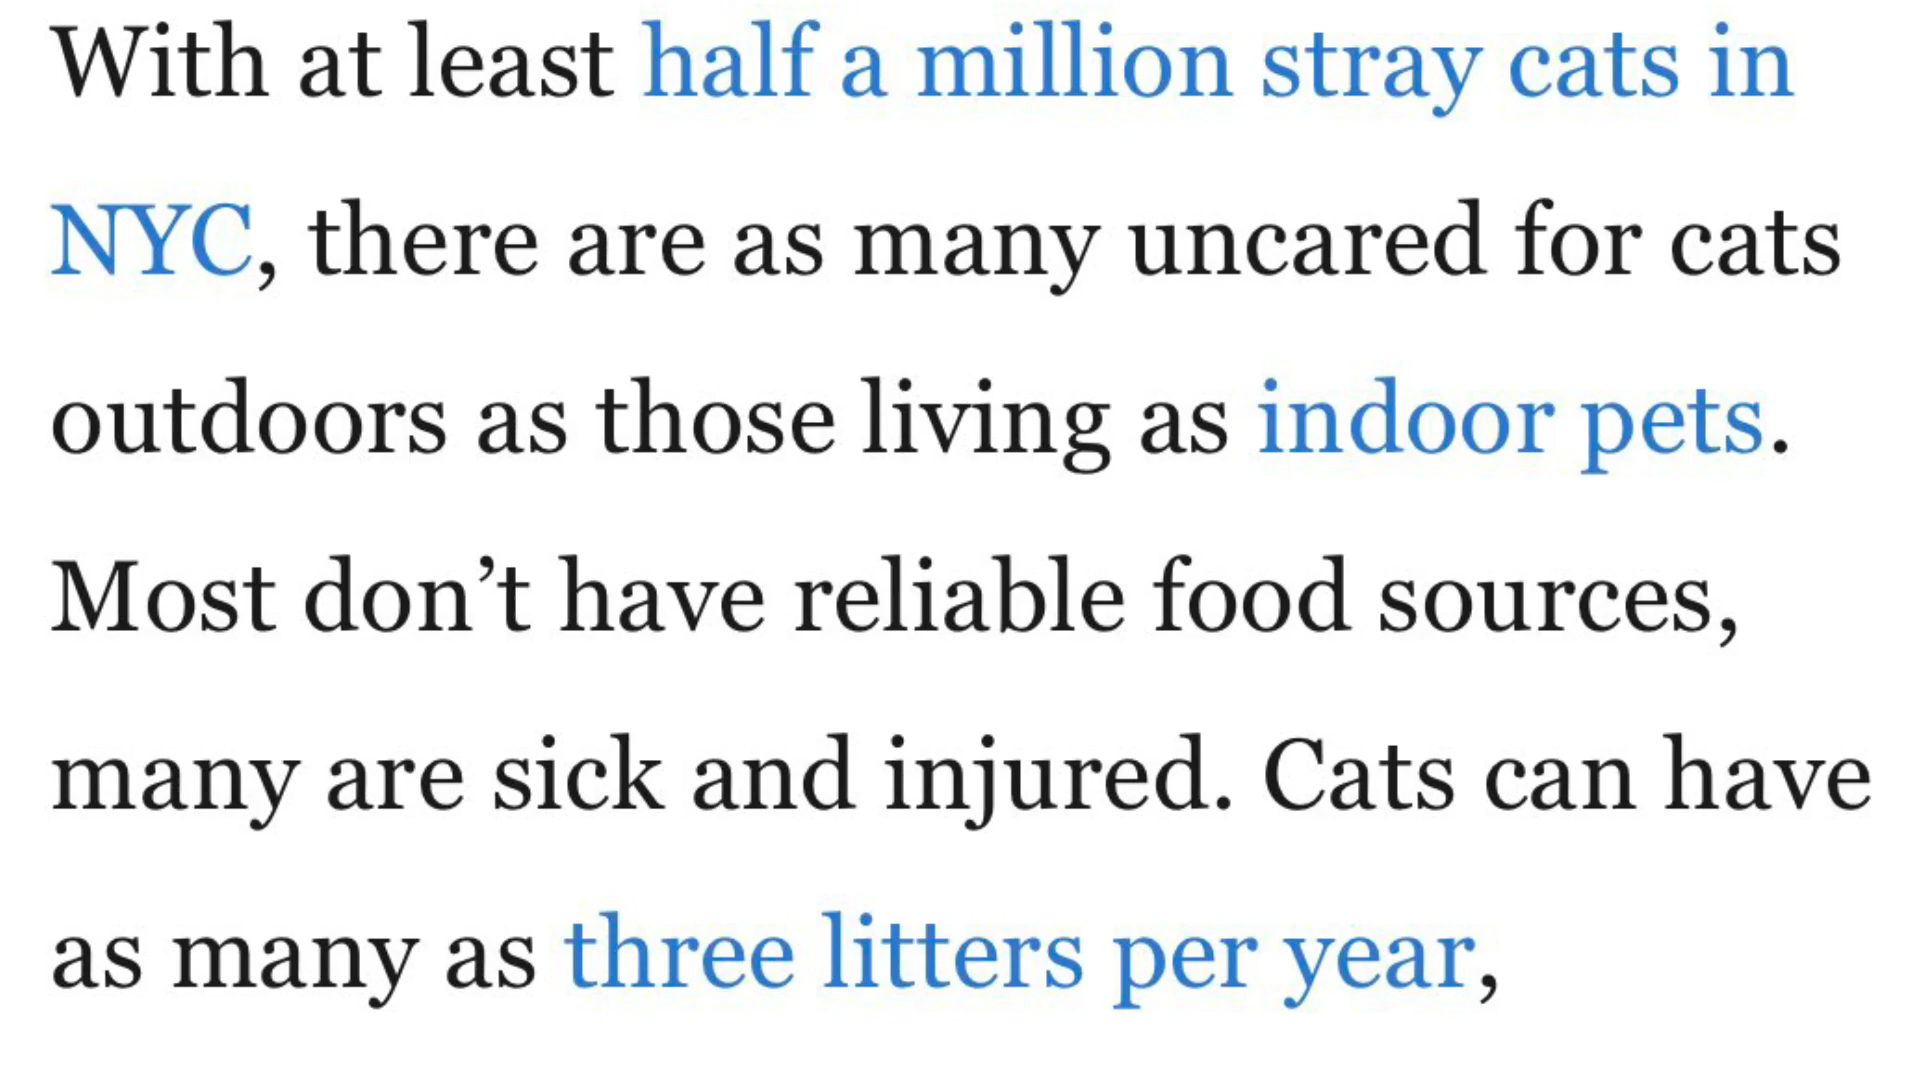 With at least half a million stray cats in
NYC, there are as many uncared for cats
outdoors as those living as indoor pets.
Most don’t have reliable food sources,
many are sick and injured. Cats can have
as many as three litters per year,